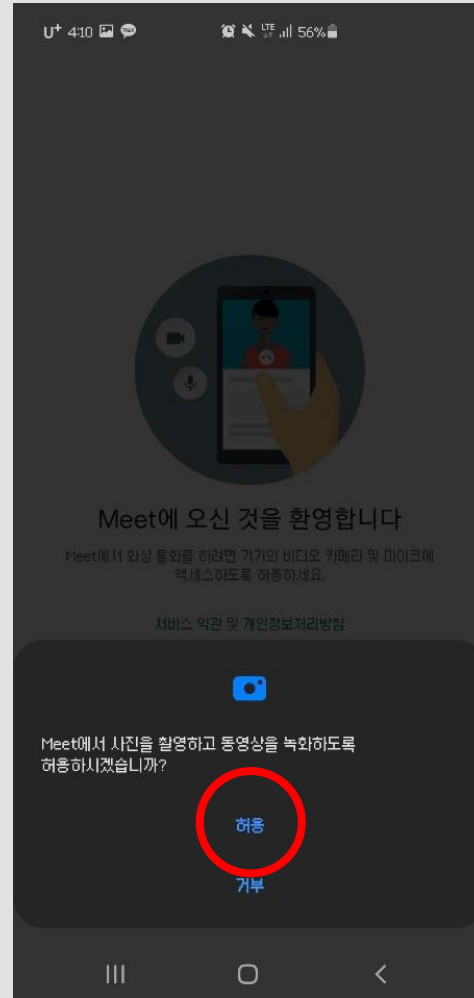 U⁺ 4:10 LTE 56%
Meet에 오신 것을 환영합니다
Meet에서 화상 통화를 하려면 기기의 비디오 카메라 및 마이크에
액세스하도록 허용하세요.
서비스 약관 및 개인정보처리방침
Meet에서 사진을 촬영하고 동영상을 녹화하도록
허용하시겠습니까?
허용
거부